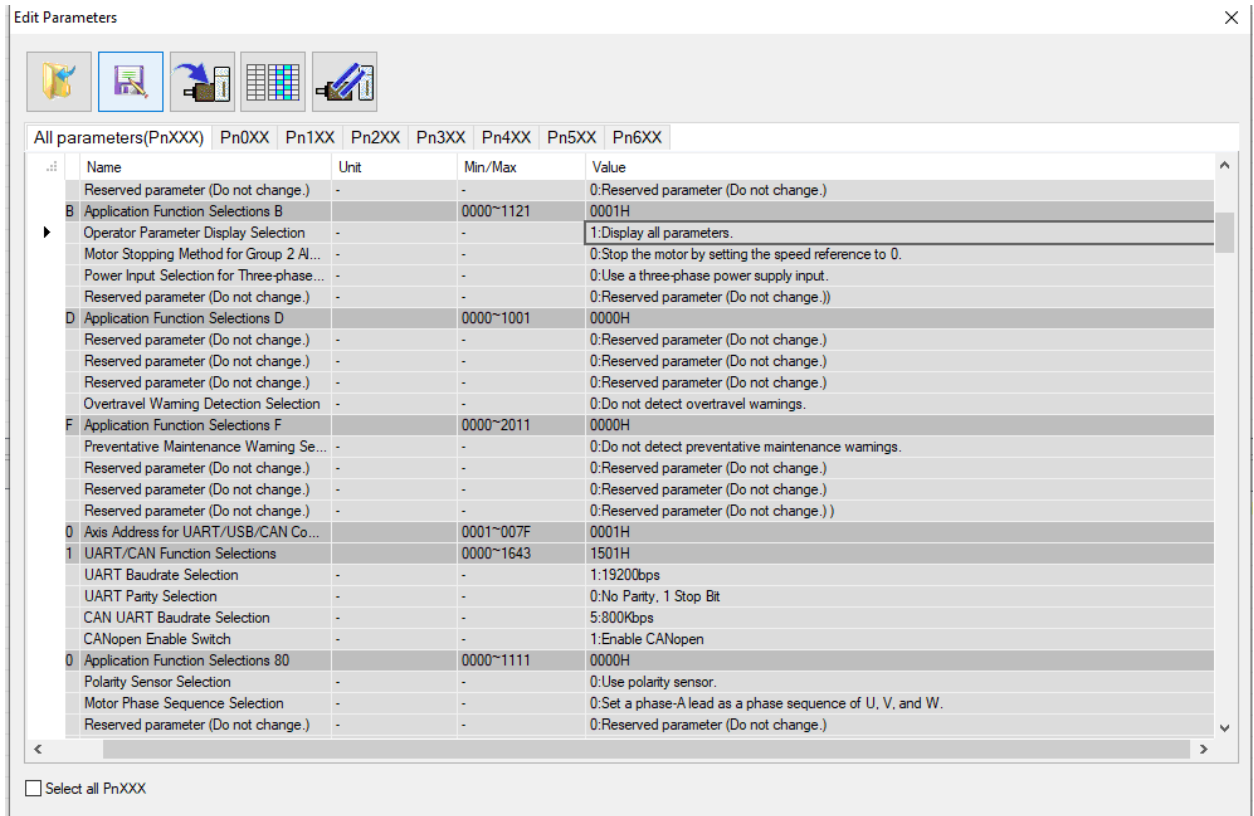 Edit Parameters
All parameters(PnXXX) Pn0XX Pn1XX Pn2XX Pn3XX Pn4XX Pn5XX Pn6XX
Name Unit Min/Max Value
Reserved parameter (Do not change.) - - 0:Reserved parameter (Do not change.)
B Application Function Selections B 0000~1121 0001H
Operator Parameter Display Selection - - 1:Display all parameters.
Motor Stopping Method for Group 2 Al... - - 0:Stop the motor by setting the speed reference to 0.
Power Input Selection for Three-phase... - - 0:Use a three-phase power supply input.
Reserved parameter (Do not change.) - - 0:Reserved parameter (Do not change.))
D Application Function Selections D 0000~1001 0000H
Reserved parameter (Do not change.) - - 0:Reserved parameter (Do not change.)
Reserved parameter (Do not change.) - - 0:Reserved parameter (Do not change.)
Reserved parameter (Do not change.) - - 0:Reserved parameter (Do not change.)
Overtravel Warning Detection Selection - - 0:Do not detect overtravel warnings.
F Application Function Selections F 0000~2011 0000H
Preventative Maintenance Warning Se... - - 0:Do not detect preventative maintenance warnings.
Reserved parameter (Do not change.) - - 0:Reserved parameter (Do not change.)
Reserved parameter (Do not change.) - - 0:Reserved parameter (Do not change.)
Reserved parameter (Do not change.) - - 0:Reserved parameter (Do not change.) )
0 Axis Address for UART/USB/CAN Co... 0001~007F 0001H
1 UART/CAN Function Selections 0000~1643 1501H
UART Baudrate Selection - - 1:19200bps
UART Parity Selection - - 0:No Parity, 1 Stop Bit
CAN UART Baudrate Selection - - 5:800Kbps
CANopen Enable Switch - - 1:Enable CANopen
0 Application Function Selections 80 0000~1111 0000H
Polarity Sensor Selection - - 0:Use polarity sensor.
Motor Phase Sequence Selection - - 0:Set a phase-A lead as a phase sequence of U, V, and W.
Reserved parameter (Do not change.) - - 0:Reserved parameter (Do not change.)
Select all PnXXX